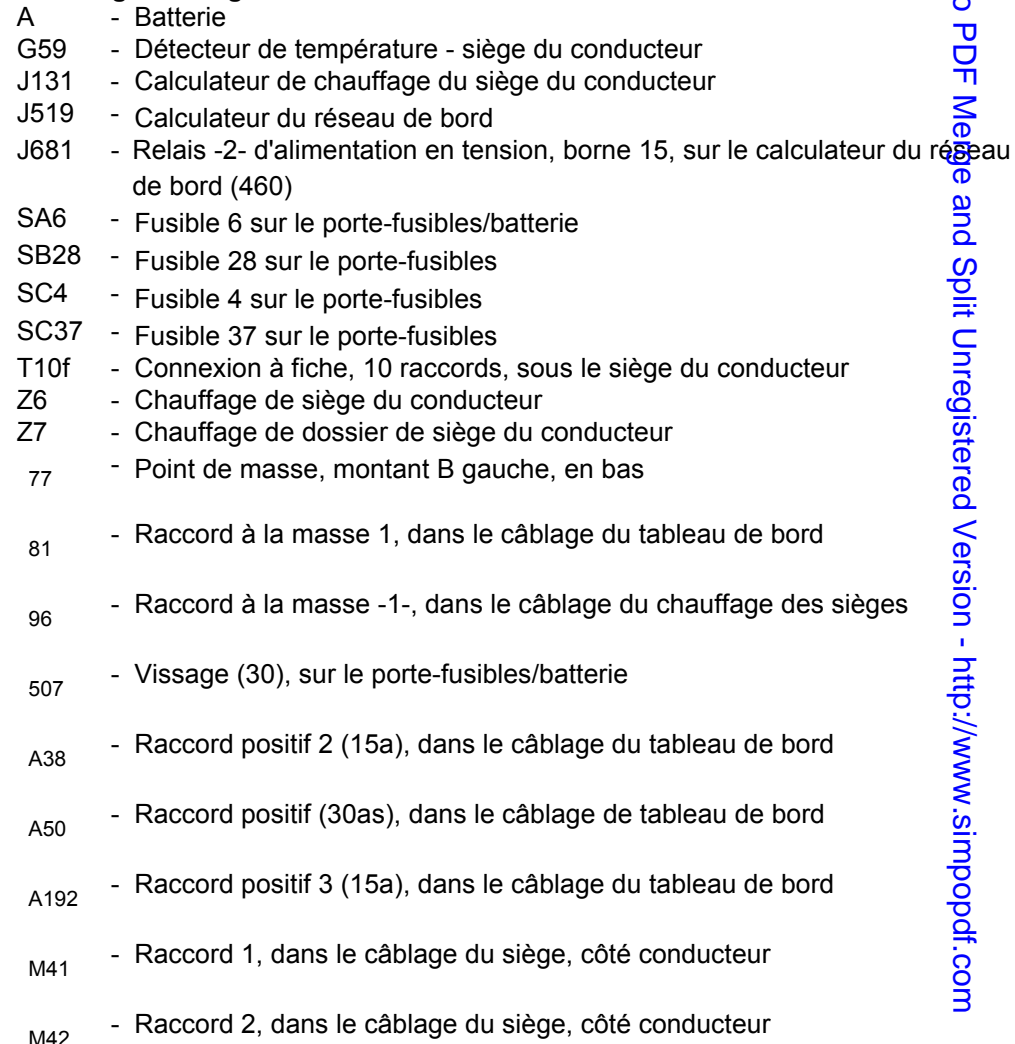 A - Batterie
G59 - Détecteur de température - siège du conducteur
J131 - Calculateur de chauffage du siège du conducteur
J519 - Calculateur du réseau de bord
J681 - Relais -2- d'alimentation en tension, borne 15, sur le calculateur du réseau
de bord (460)
SA6 - Fusible 6 sur le porte-fusibles/batterie
SB28 - Fusible 28 sur le porte-fusibles
SC4 - Fusible 4 sur le porte-fusibles
SC37 - Fusible 37 sur le porte-fusibles
T10f - Connexion à fiche, 10 raccords, sous le siège du conducteur
Z6 - Chauffage de siège du conducteur
Z7 - Chauffage de dossier de siège du conducteur
77 - Point de masse, montant B gauche, en bas
81 - Raccord à la masse 1, dans le câblage du tableau de bord
96 - Raccord à la masse -1-, dans le câblage du chauffage des sièges
507 - Vissage (30), sur le porte-fusibles/batterie
A38 - Raccord positif 2 (15a), dans le câblage du tableau de bord
A50 - Raccord positif (30as), dans le câblage de tableau de bord
A192 - Raccord positif 3 (15a), dans le câblage du tableau de bord
M41 - Raccord 1, dans le câblage du siège, côté conducteur
M42 - Raccord 2, dans le câblage du siège, côté conducteur
PDF Merge and Split Unregistered Version - http://www.simpopdf.com